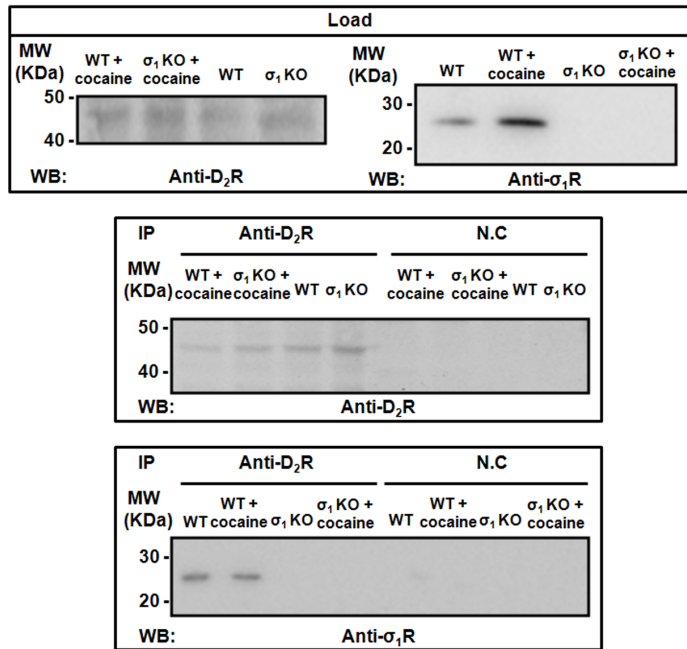 Load
MW (KDa)
WT + cocaine
σ₁ KO + cocaine
WT
σ₁ KO
50 -
40 -
WB: Anti-D₂R
MW (KDa)
WT
WT + cocaine
σ₁ KO
σ₁ KO + cocaine
30 -
20 -
WB: Anti-σ₁R
IP Anti-D₂R N.C
MW (KDa)
WT + cocaine
σ₁ KO + cocaine
WT
σ₁ KO
WT + cocaine
σ₁ KO + cocaine
WT
σ₁ KO
50 -
40 -
WB: Anti-D₂R
IP Anti-D₂R N.C
MW (KDa)
WT
WT + cocaine
σ₁ KO
σ₁ KO + cocaine
WT
WT + cocaine
σ₁ KO
σ₁ KO + cocaine
30 -
20 -
WB: Anti-σ₁R